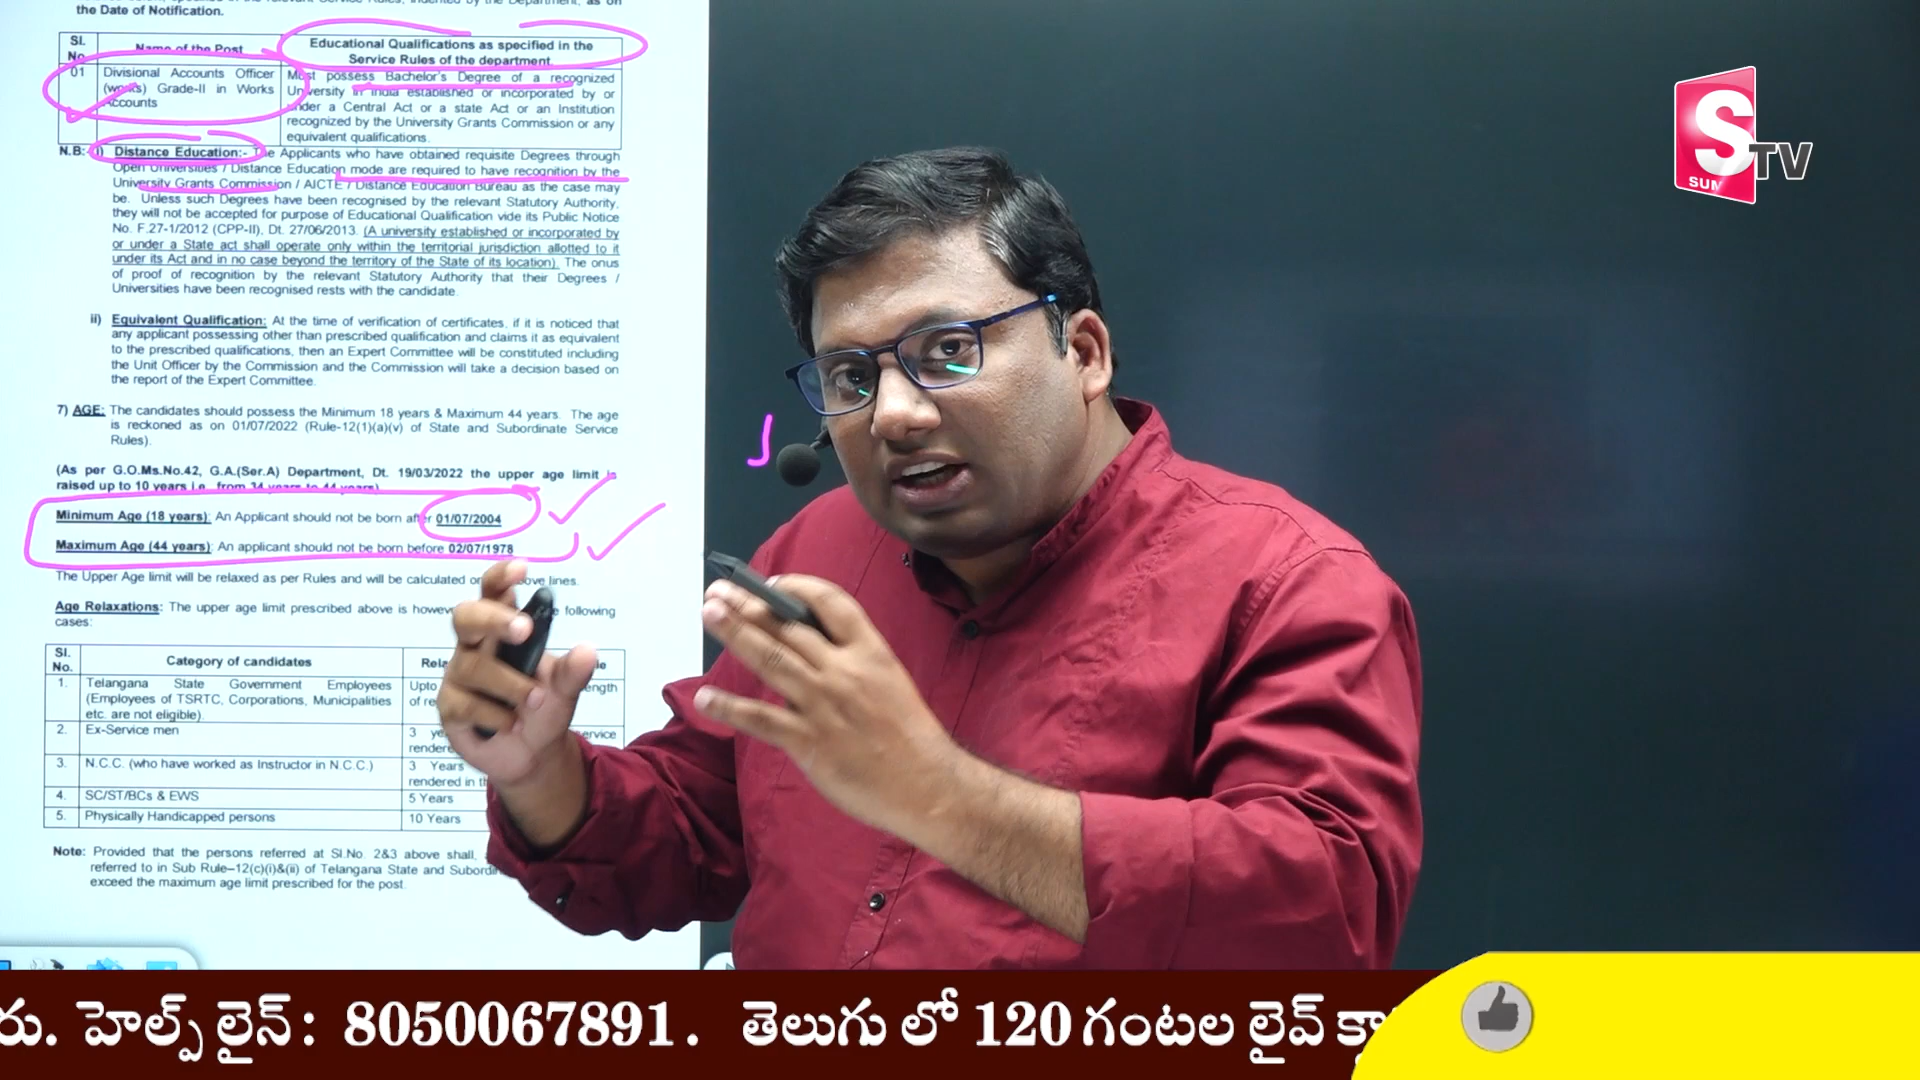 the Date of Notification.
Sl. No. Name of the Post Educational Qualifications as specified in the Service Rules of the department.
01 Divisional Accounts Officer (works) Grade-II in Works Accounts
Must possess Bachelor's Degree of a recognized
University in India established or incorporated by or
under a Central Act or a state Act or an Institution
recognized by the University Grants Commission or any
equivalent qualifications.
N.B:- i) Distance Education:- The Applicants who have obtained requisite Degrees through
Open Universities / Distance Education mode are required to have recognition by the
University Grants Commission / AICTE / Distance Education Bureau as the case may
be. Unless such Degrees have been recognised by the relevant Statutory Authority,
they will not be accepted for purpose of Educational Qualification vide its Public Notice
No. F.27-1/2012 (CPP-II), Dt. 27/06/2013. (A university established or incorporated by
or under a State act shall operate only within the territorial jurisdiction allotted to it
under its Act and in no case beyond the territory of the State of its location). The onus
of proof of recognition by the relevant Statutory Authority that their Degrees /
Universities have been recognised rests with the candidate.
ii) Equivalent Qualification: At the time of verification of certificates, if it is noticed that
any applicant possessing other than prescribed qualification and claims it as equivalent
to the prescribed qualifications, then an Expert Committee will be constituted including
the Unit Officer by the Commission and the Commission will take a decision based on
the report of the Expert Committee.
7) AGE: The candidates should possess the Minimum 18 years & Maximum 44 years. The age
is reckoned as on 01/07/2022 (Rule-12(1)(a)(v) of State and Subordinate Service
Rules).
(As per G.O.Ms.No.42, G.A.(Ser.A) Department, Dt. 19/03/2022 the upper age limit is
raised up to 10 years i.e., from 34 years to 44 years)
Minimum Age (18 years): An Applicant should not be born after 01/07/2004
Maximum Age (44 years): An applicant should not be born before 02/07/1978
The Upper Age limit will be relaxed as per Rules and will be calculated on above lines.
Age Relaxations: The upper age limit prescribed above is however following
cases:
Sl. No. Category of candidates
1. Telangana State Government Employees Upto
(Employees of TSRTC, Corporations, Municipalities of
etc. are not eligible).
2. Ex-Service men 3 service
3. N.C.C. (who have worked as Instructor in N.C.C.) 3 Years
rendered in
4. SC/ST/BCs & EWS 5 Years
5. Physically Handicapped persons 10 Years
Note: Provided that the persons referred at Sl.No. 2&3 above shall,
referred to in Sub Rule–12(c)(i)&(ii) of Telangana State and
exceed the maximum age limit prescribed for the post.
S TV
SUM
హెల్ప్ లైన్ : 8050067891. తెలుగు లో 120 గంటల లైవ్